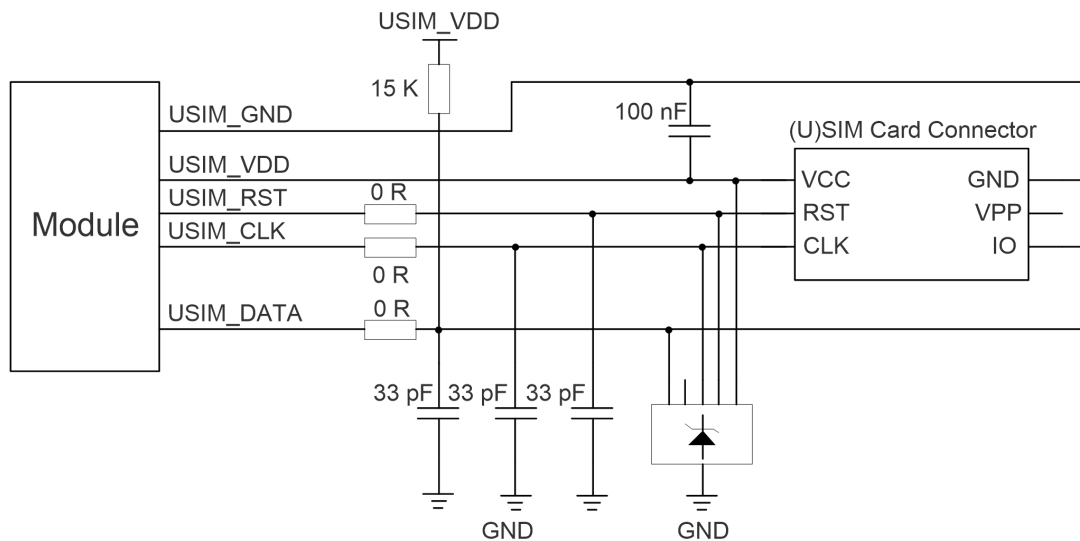 USIM_VDD
15 K
USIM_GND
100 nF
(U)SIM Card Connector
USIM_VDD
VCC
GND
USIM_RST
0 R
RST
VPP
Module
USIM_CLK
CLK
IO
0 R
USIM_DATA
0 R
33 pF
33 pF
33 pF
GND
GND